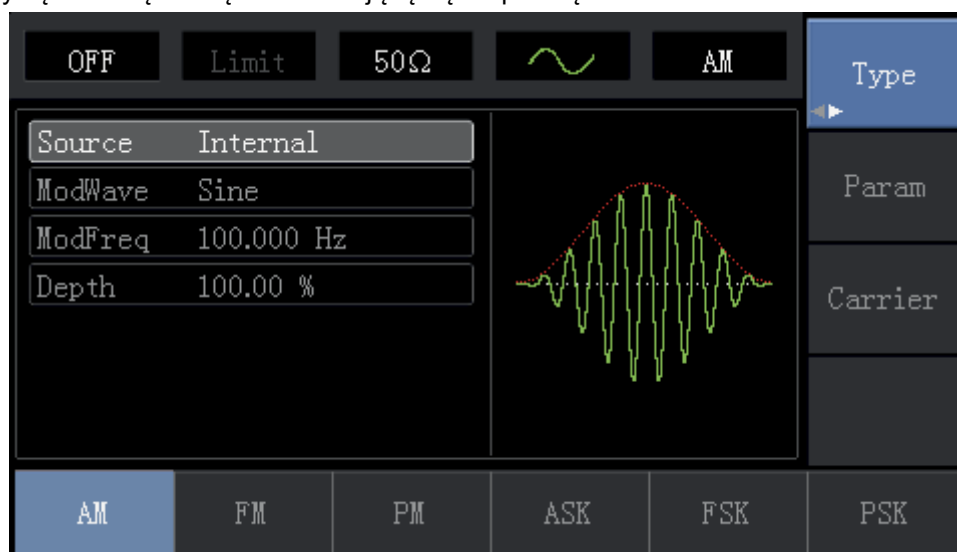 OFF Limit 50Ω AM
Type
Source Internal
ModWave Sine
ModFreq 100.000 Hz
Depth 100.00 %
Param
Carrier
AM FM PM ASK FSK PSK